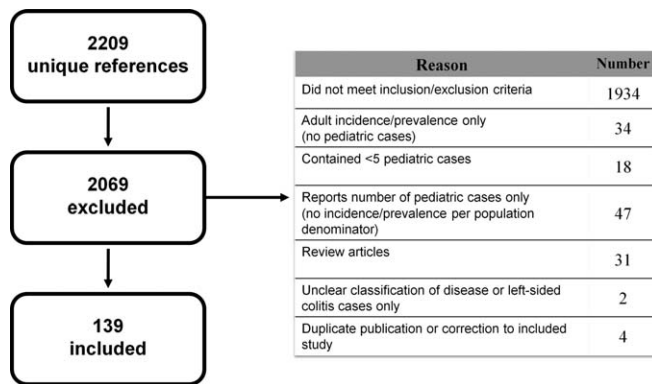 2209
unique references
2069
excluded
139
included
Reason Number
Did not meet inclusion/exclusion criteria 1934
Adult incidence/prevalence only
(no pediatric cases) 34
Contained <5 pediatric cases 18
Reports number of pediatric cases only
(no incidence/prevalence per population
denominator) 47
Review articles 31
Unclear classification of disease or left-sided
colitis cases only 2
Duplicate publication or correction to included
study 4